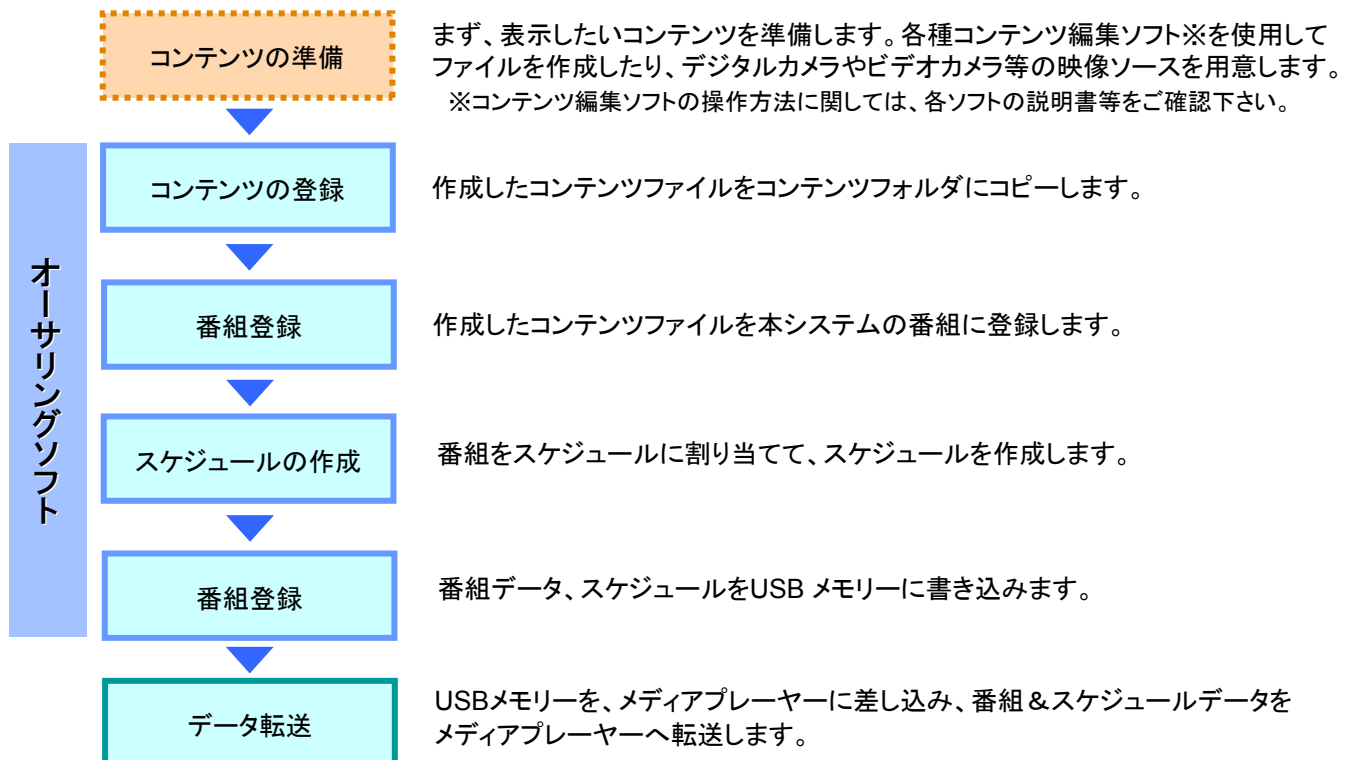 コンテンツの準備
まず、表示したいコンテンツを準備します。各種コンテンツ編集ソフト※を使用して
ファイルを作成したり、デジタルカメラやビデオカメラ等の映像ソースを用意します。
※コンテンツ編集ソフトの操作方法に関しては、各ソフトの説明書等をご確認下さい。
オーサリングソフト
コンテンツの登録
作成したコンテンツファイルをコンテンツフォルダにコピーします。
番組登録
作成したコンテンツファイルを本システムの番組に登録します。
スケジュールの作成
番組をスケジュールに割り当てて、スケジュールを作成します。
番組登録
番組データ、スケジュールをUSB メモリーに書き込みます。
データ転送
USBメモリーを、メディアプレーヤーに差し込み、番組&スケジュールデータを
メディアプレーヤーへ転送します。